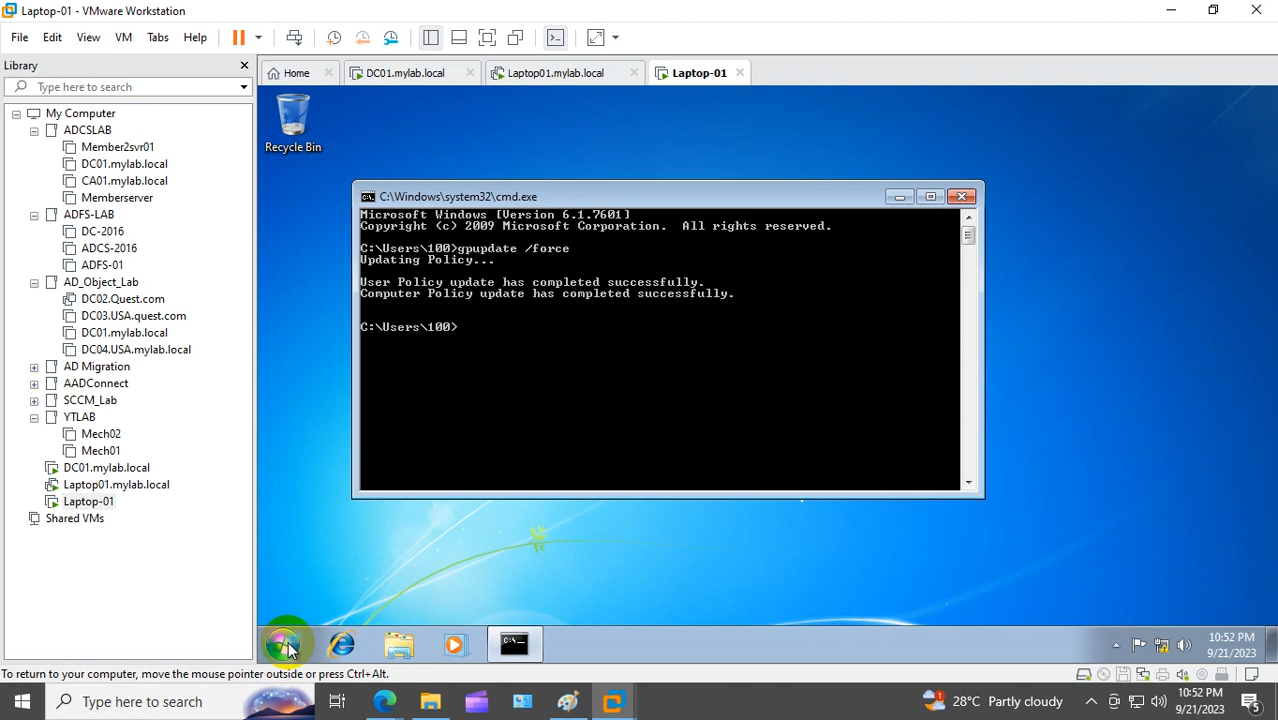 Laptop-01 - VMware Workstation
File Edit View VM Tabs Help
Library
Type here to search
My Computer
ADCSLAB
Member2svr01
DC01.mylab.local
CA01.mylab.local
Memberserver
ADFS-LAB
DC-2016
ADCS-2016
ADFS-01
AD_Object_Lab
DC02.Quest.com
DC03.USA.quest.com
DC01.mylab.local
DC04.USA.mylab.local
AD Migration
AADConnect
SCCM_Lab
YTLAB
Mech02
Mech01
DC01.mylab.local
Laptop01.mylab.local
Laptop-01
Shared VMs
Home DC01.mylab.local Laptop01.mylab.local Laptop-01
Recycle Bin
C:\Windows\system32\cmd.exe
Microsoft Windows [Version 6.1.7601]
Copyright (c) 2009 Microsoft Corporation. All rights reserved.
C:\Users\100>gpupdate /force
Updating Policy...
User Policy update has completed successfully.
Computer Policy update has completed successfully.
C:\Users\100>
10:52 PM
9/21/2023
To return to your computer, move the mouse pointer outside or press Ctrl+Alt.
Type here to search
1
28°C Partly cloudy
10:52 PM
9/21/2023
5